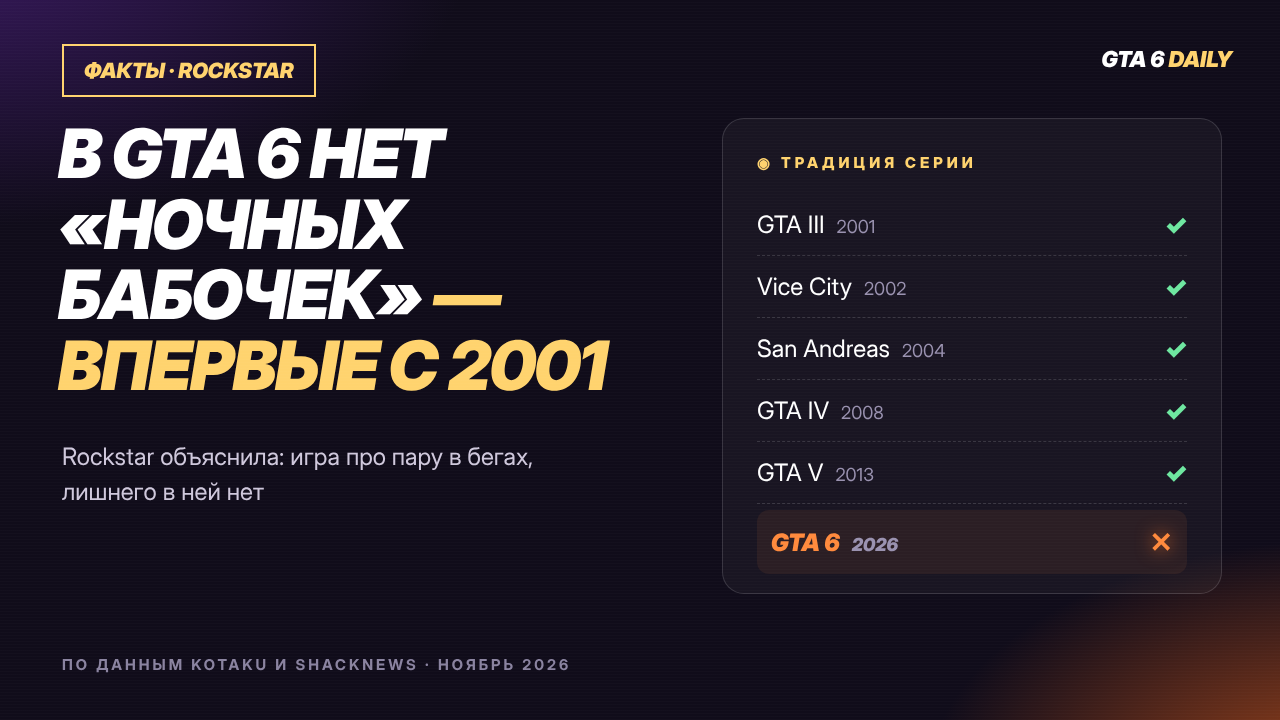 ФАКТЫ · ROCKSTAR
GTA 6 DAILY
В GTA 6 НЕТ
«НОЧНЫХ
БАБОЧЕК» —
ВПЕРВЫЕ С 2001
Rockstar объяснила: игра про пару в бегах,
лишнего в ней нет
◉ ТРАДИЦИЯ СЕРИИ
GTA III 2001 ✔
Vice City 2002 ✔
San Andreas 2004 ✔
GTA IV 2008 ✔
GTA V 2013 ✔
GTA 6 2026 ✕
ПО ДАННЫМ KOTAKU И SHACKNEWS · НОЯБРЬ 2026